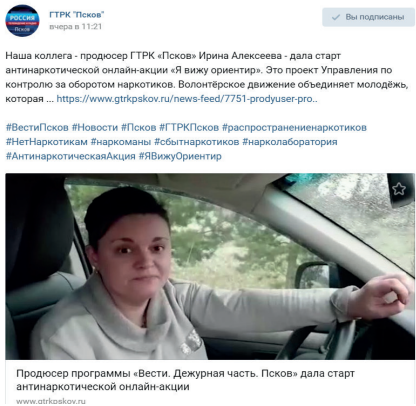 РОССИЯ
Псков
ГТРК "Псков"
вчера в 11:21
Вы подписаны
Наша коллега - продюсер ГТРК «Псков» Ирина Алексеева - дала старт
антинаркотической онлайн-акции «Я вижу ориентир». Это проект Управления по
контролю за оборотом наркотиков. Волонтёрское движение объединяет молодёжь,
которая ... https://www.gtrkpskov.ru/news-feed/7751-prodyuser-pro..
#ВестиПсков #Новости #Псков #ГТРКПсков #распространениенаркотиков
#НетНаркотикам #наркоманы #сбытнаркотиков #нарколаборатория
#АнтинаркотическаяАкция #ЯВижуОриентир
Продюсер программы «Вести. Дежурная часть. Псков» дала старт
антинаркотической онлайн-акции
www.gtrkpskov.ru